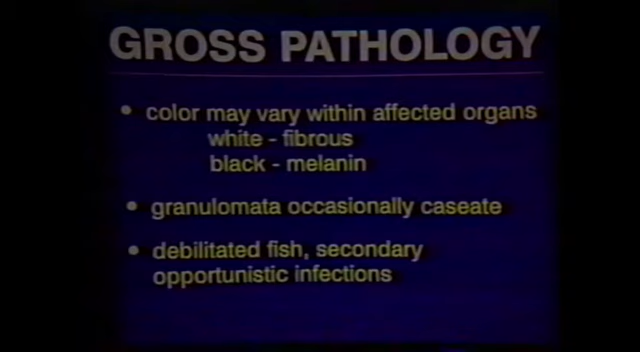 GROSS PATHOLOGY
• color may vary within affected organs
white - fibrous
black - melanin
• granulomata occasionally caseate
• debilitated fish, secondary
opportunistic infections